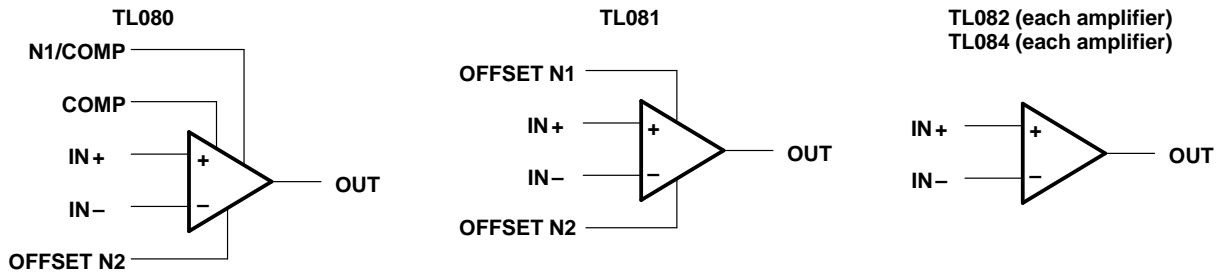 TL080
N1/COMP
COMP
IN+
+
IN−
−
OUT
OFFSET N2
TL081
OFFSET N1
IN+
+
IN−
−
OUT
OFFSET N2
TL082 (each amplifier)
TL084 (each amplifier)
IN+
+
IN−
−
OUT